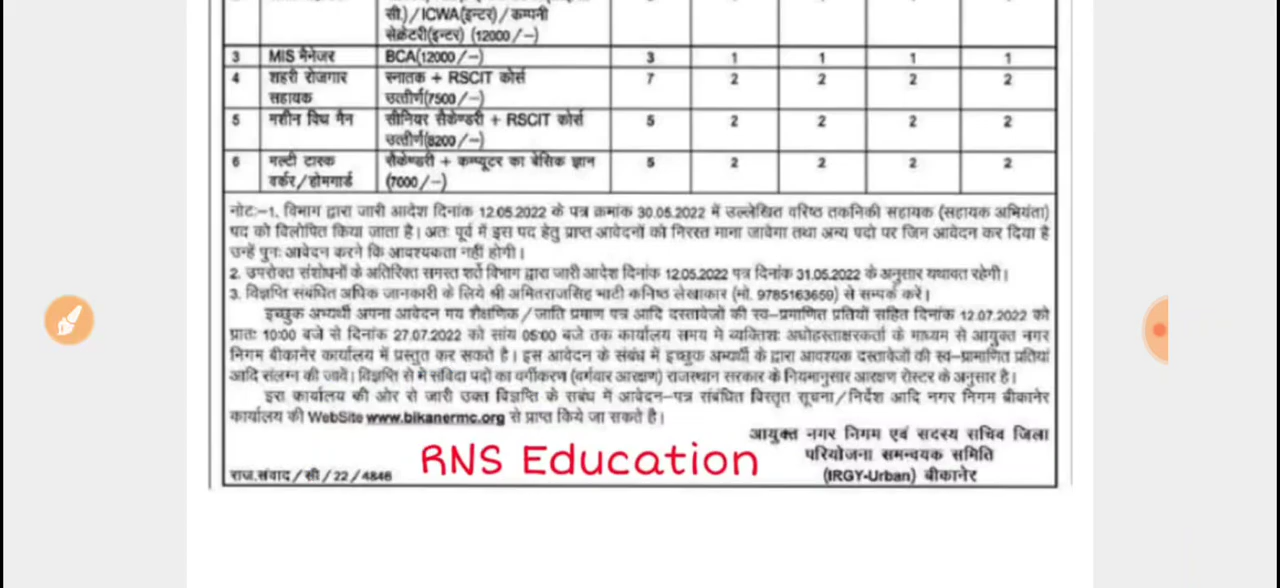 सी.)/ICWA(इन्टर)/कम्पनी
सेक्रेटरी(इन्टर) (12000/-)
3 MIS मैनेजर BCA(12000/-) 3 1 1 1 1
4 शहरी रोजगार सहायक स्नातक + RSCIT कोर्स उत्तीर्ण(7500/-) 7 2 2 2 2
5 मशीन विथ मैन सीनियर सैकेण्डरी + RSCIT कोर्स उत्तीर्ण(8200/-) 5 2 2 2 2
6 मल्टी टास्क वर्कर/होमगार्ड सैकेण्डरी + कम्प्यूटर का बेसिक ज्ञान (7000/-) 5 2 2 2 2
नोटः-1. विभाग द्वारा जारी आदेश दिनांक 12.05.2022 के पत्र क्रमांक 30.05.2022 में उल्लेखित वरिष्ठ तकनिकी सहायक (सहायक अभियंता)
पद को विलोपित किया जाता है। अतः पूर्व में इस पद हेतु प्राप्त आवेदनों को निरस्त माना जावेगा तथा अन्य पदो पर जिन आवेदन कर दिया है
उन्हें पुनः आवेदन करने कि आवश्यकता नहीं होगी।
2. उपरोक्त संशोधनों के अतिरिक्त समस्त शर्ते विभाग द्वारा जारी आदेश दिनांक 12.05.2022 पत्र दिनांक 31.05.2022 के अनुसार यथावत रहेगी।
3. विज्ञप्ति संबंधित अधिक जानकारी के लिये श्री अमितराजसिंह भाटी कनिष्ठ लेखाकार (मो. 9785163659) से सम्पर्क करें।
इच्छुक अभ्यर्थी अपना आवेदन मय शैक्षणिक/जाति प्रमाण पत्र आदि दस्तावेजों की स्व-प्रमाणित प्रतियों सहित दिनांक 12.07.2022 को
प्रातः 10:00 बजे से दिनांक 27.07.2022 को सांय 05:00 बजे तक कार्यालय समय मे व्यक्तिशः अधोहस्ताक्षरकर्ता के माध्यम से आयुक्त नगर
निगम बीकानेर कार्यालय में प्रस्तुत कर सकते है। इस आवेदन के संबंध में इच्छुक अभ्यर्थी के द्वारा आवश्यक दस्तावेजों की स्व-प्रमाणित प्रतियां
आदि संलग्न की जावें। विज्ञप्ति से मे संविदा पदों का वर्गीकरण (वर्गवार आरक्षण) राजस्थान सरकार के नियमानुसार आरक्षण रोस्टर के अनुसार है।
इस कार्यालय की ओर से जारी उक्त विज्ञप्ति के सबंध में आवेदन-पत्र संबंधित विस्तृत सूचना/निर्देश आदि नगर निगम बीकानेर
कार्यालय की WebSite www.bikanermc.org से प्राप्त किये जा सकते है।
आयुक्त नगर निगम एवं सदस्य सचिव जिला
परियोजना समन्वयक समिति
(IRGY-Urban) बीकानेर
राज.संवाद/सी/22/4846
RNS Education